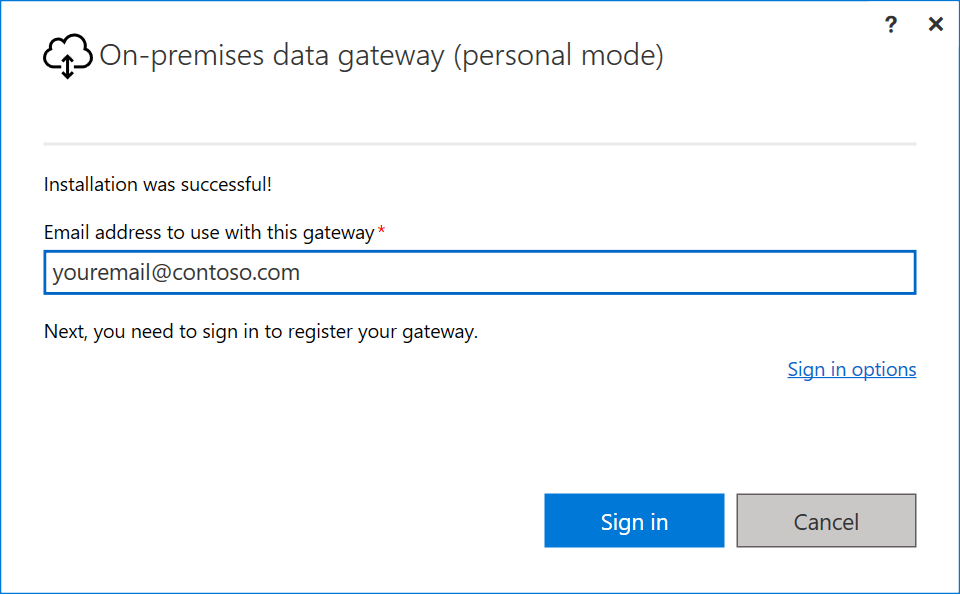 ? ×
On-premises data gateway (personal mode)
Installation was successful!
Email address to use with this gateway*
youremail@contoso.com
Next, you need to sign in to register your gateway.
Sign in options
Sign in Cancel